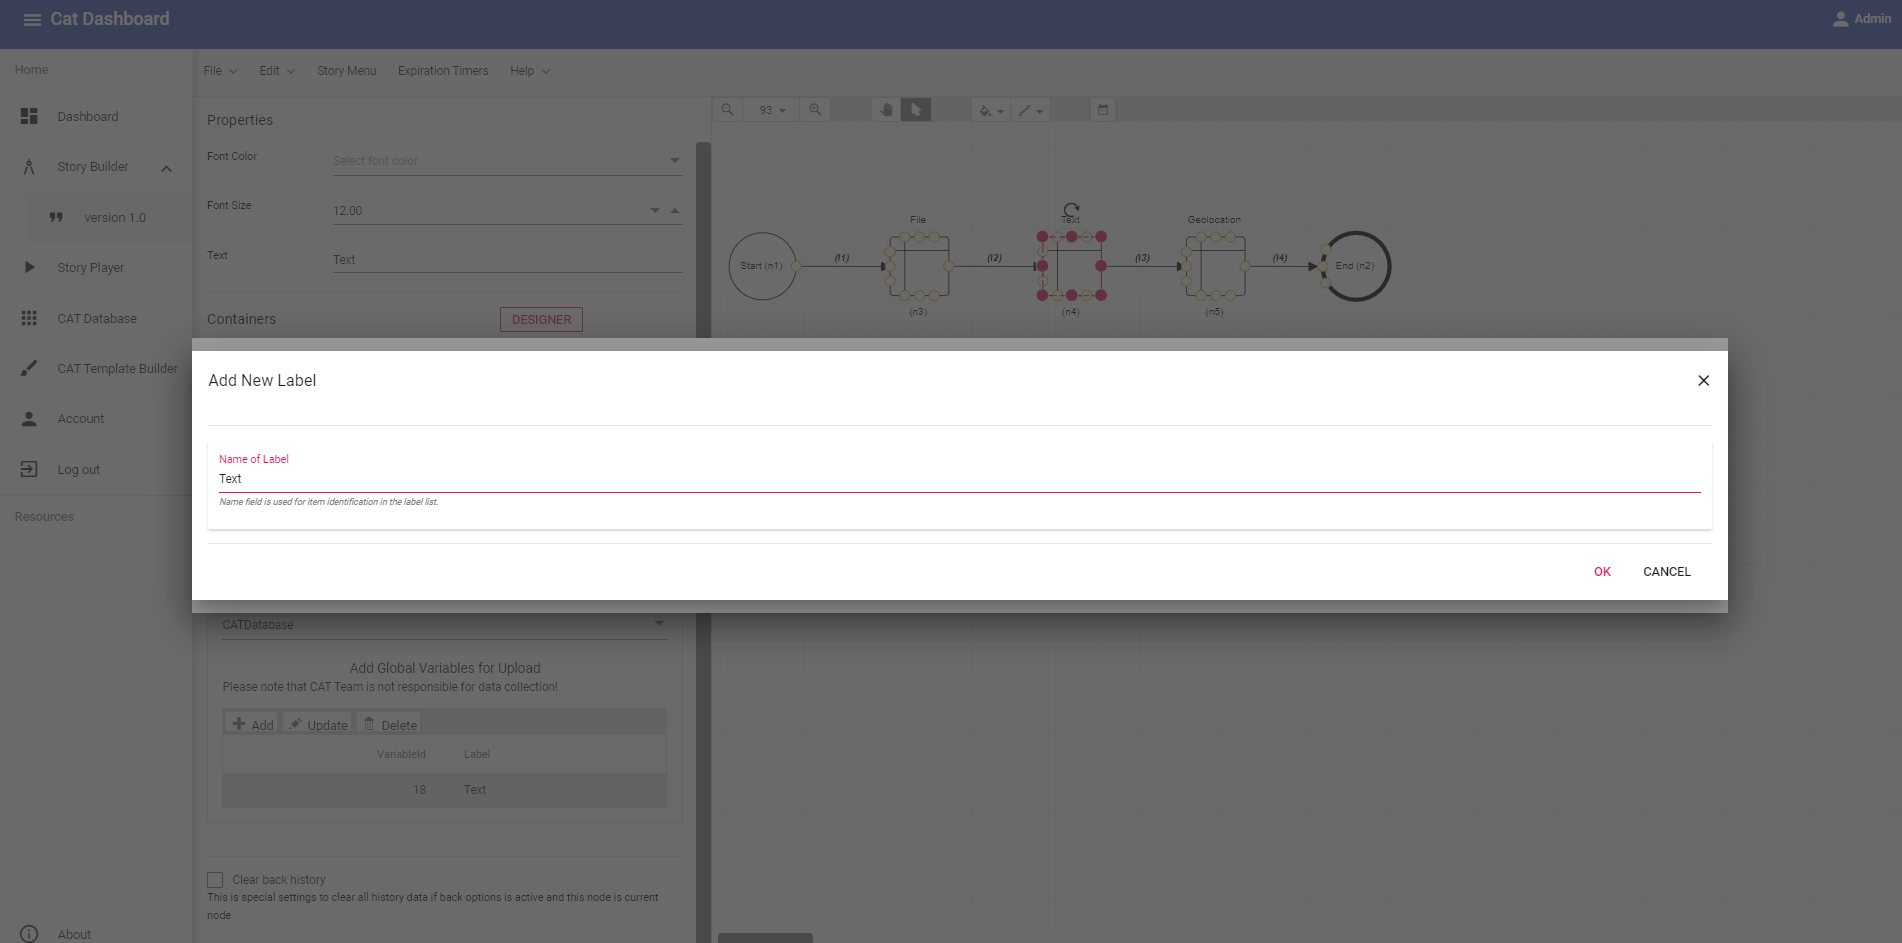 Cat Dashboard
Admin
Home
File
Edit
Story Menu
Expiration Timers
Help
Dashboard
Story Builder
version 1.0
Story Player
CAT Database
CAT Template Builder
Account
Log out
Resources
About
Properties
Font Color
Select font color
Font Size
12.00
Text
Text
Containers
DESIGNER
93
File
Text
Geolocation
Start (n1)
(l1)
(l2)
(l3)
(l4)
End (n2)
(n3)
(n4)
(n5)
Add New Label
Name of Label
Text
Name field is used for item identification in the label list.
OK
CANCEL
CATDatabase
Add Global Variables for Upload
Please note that CAT Team is not responsible for data collection!
Add
Update
Delete
VariableId
Label
18
Text
Clear back history
This is special settings to clear all history data if back options is active and this node is current
node